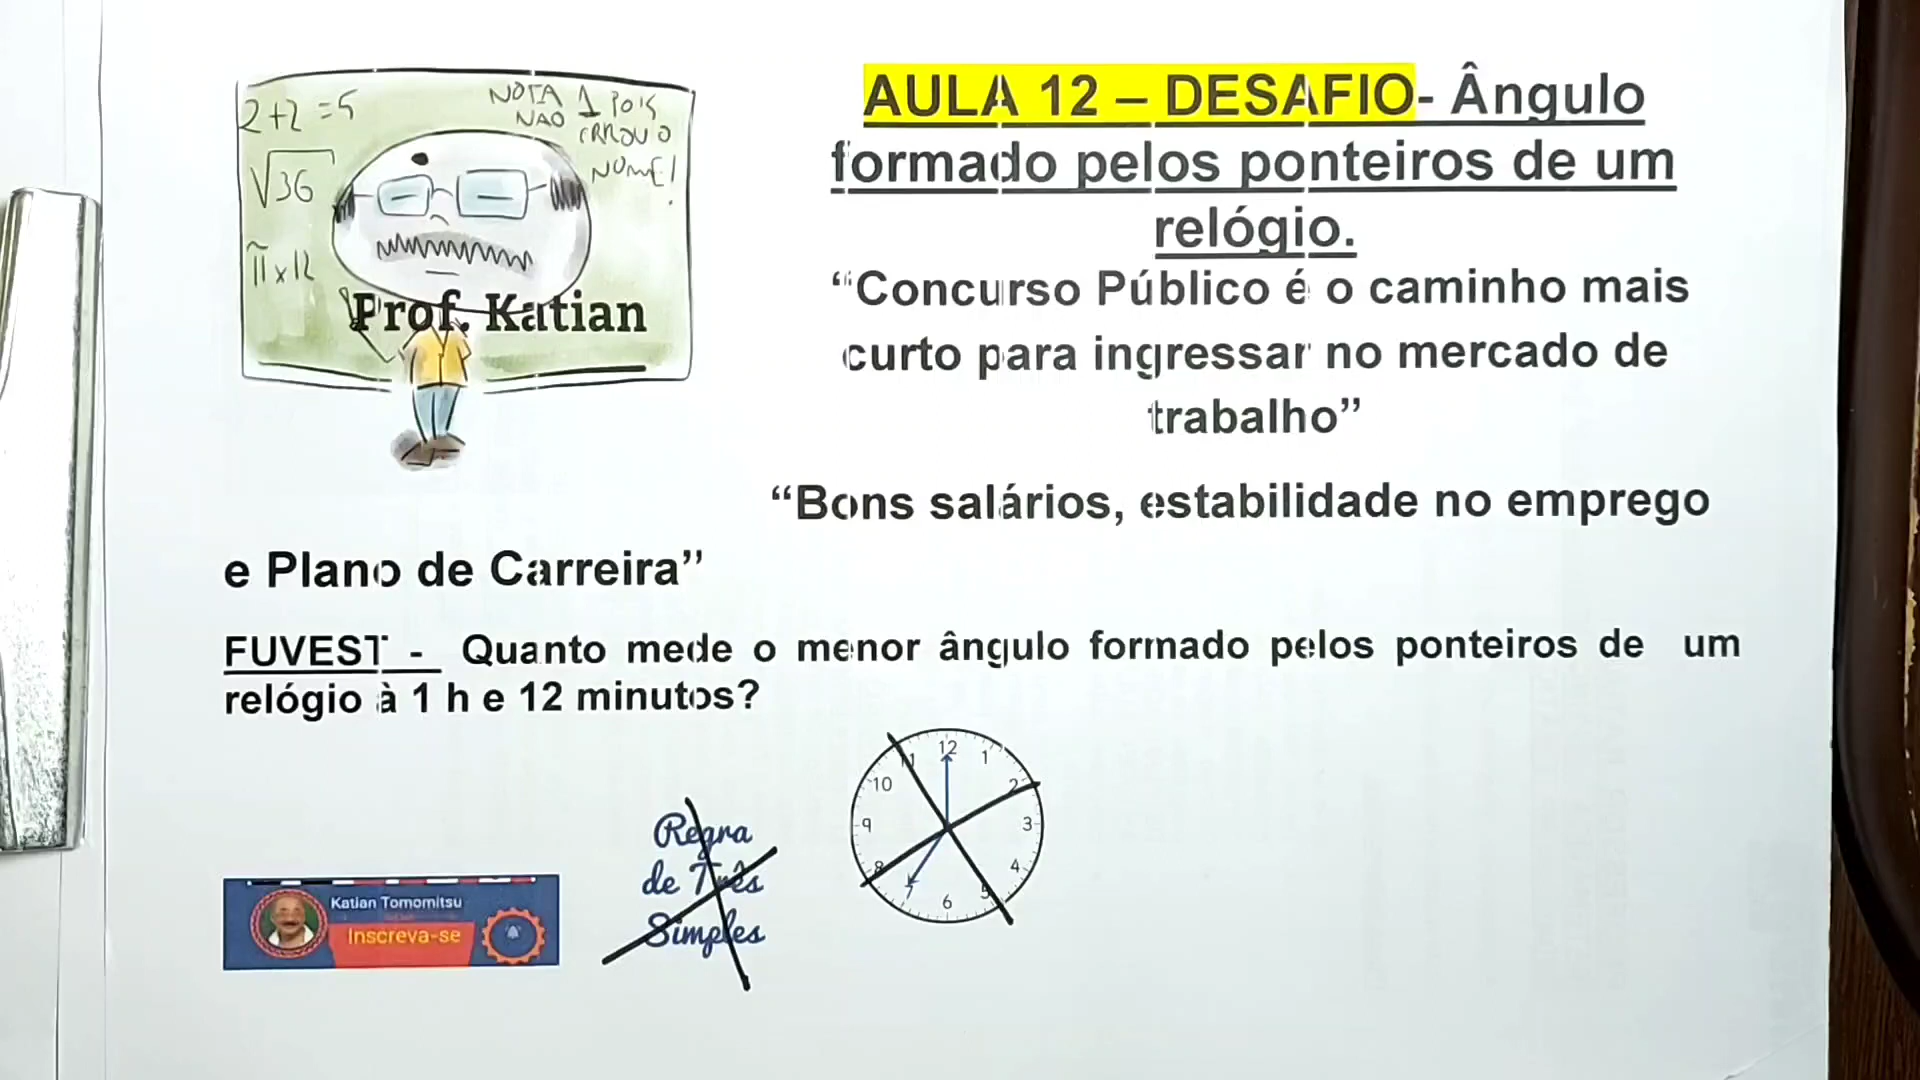 2+2=5
√36
π x 12
NOTA 1 POIS
NÃO ERROU O
NOME!
Prof. Katian
AULA 12 – DESAFIO- Ângulo
formado pelos ponteiros de um
relógio.
“Concurso Público é o caminho mais
curto para ingressar no mercado de
trabalho”
“Bons salários, estabilidade no emprego
e Plano de Carreira”
FUVEST - Quanto mede o menor ângulo formado pelos ponteiros de um
relógio à 1 h e 12 minutos?
Regra
de Três
Simples
12
1
2
3
4
5
6
7
8
9
10
11
Katian Tomomitsu
Inscreva-se